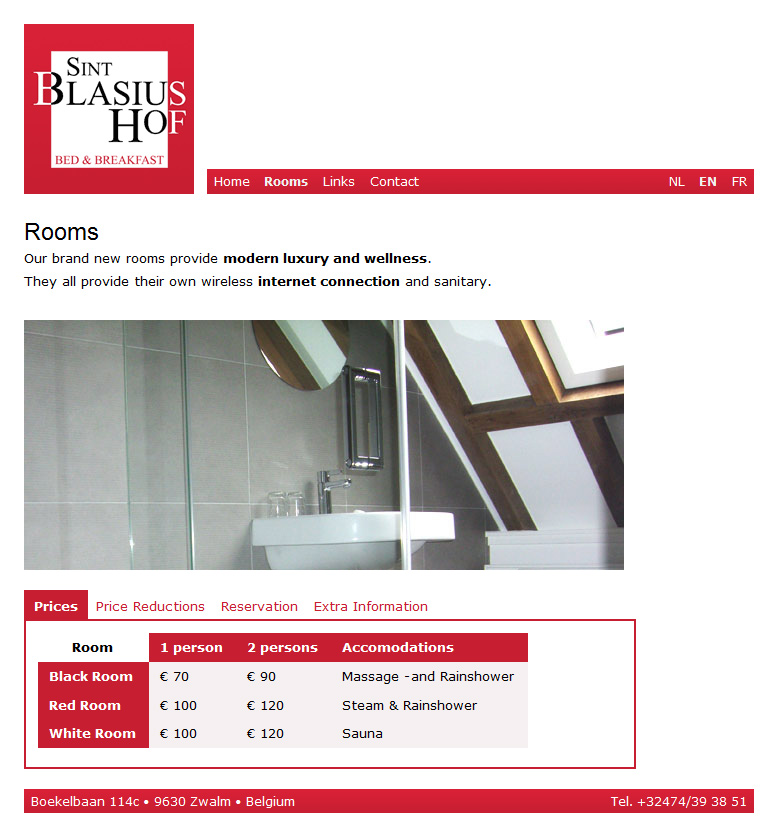 SINT
BLASIUS
HOF
BED & BREAKFAST
Home Rooms Links Contact NL EN FR
Rooms
Our brand new rooms provide modern luxury and wellness.
They all provide their own wireless internet connection and sanitary.
Prices Price Reductions Reservation Extra Information
Room 1 person 2 persons Accomodations
Black Room € 70 € 90 Massage -and Rainshower
Red Room € 100 € 120 Steam & Rainshower
White Room € 100 € 120 Sauna
Boekelbaan 114c • 9630 Zwalm • Belgium Tel. +32474/39 38 51